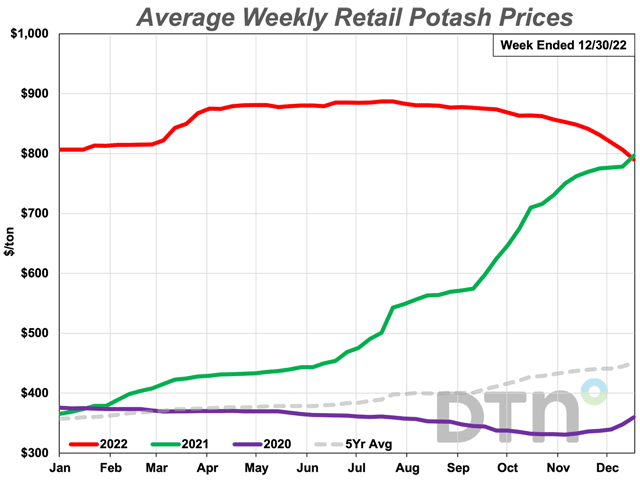 Average Weekly Retail Potash Prices
Week Ended 12/30/22
$1,000
$900
$800
$700
$600
$500
$400
$300
$/ton
DTN
2022 2021 2020 5Yr Avg
Jan Feb Mar Apr May Jun Jul Aug Sep Oct Nov Dec